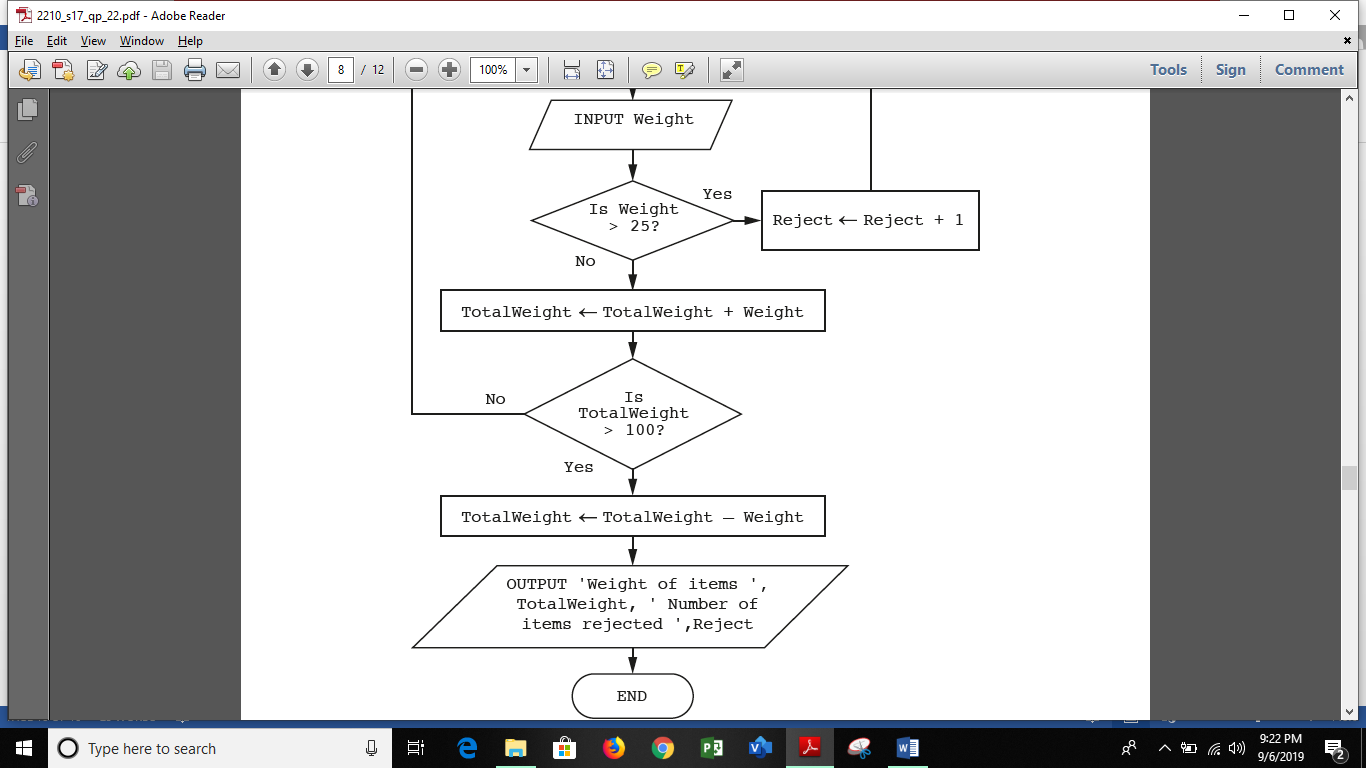 2210_s17_qp_22.pdf - Adobe Reader
File Edit View Window Help
8 / 12 100% Tools Sign Comment
INPUT Weight
Yes
Is Weight
> 25?
Reject ← Reject + 1
No
TotalWeight ← TotalWeight + Weight
No
Is
TotalWeight
> 100?
Yes
TotalWeight ← TotalWeight – Weight
OUTPUT 'Weight of items ',
TotalWeight, ' Number of
items rejected ',Reject
END
Type here to search
9:22 PM
9/6/2019
2